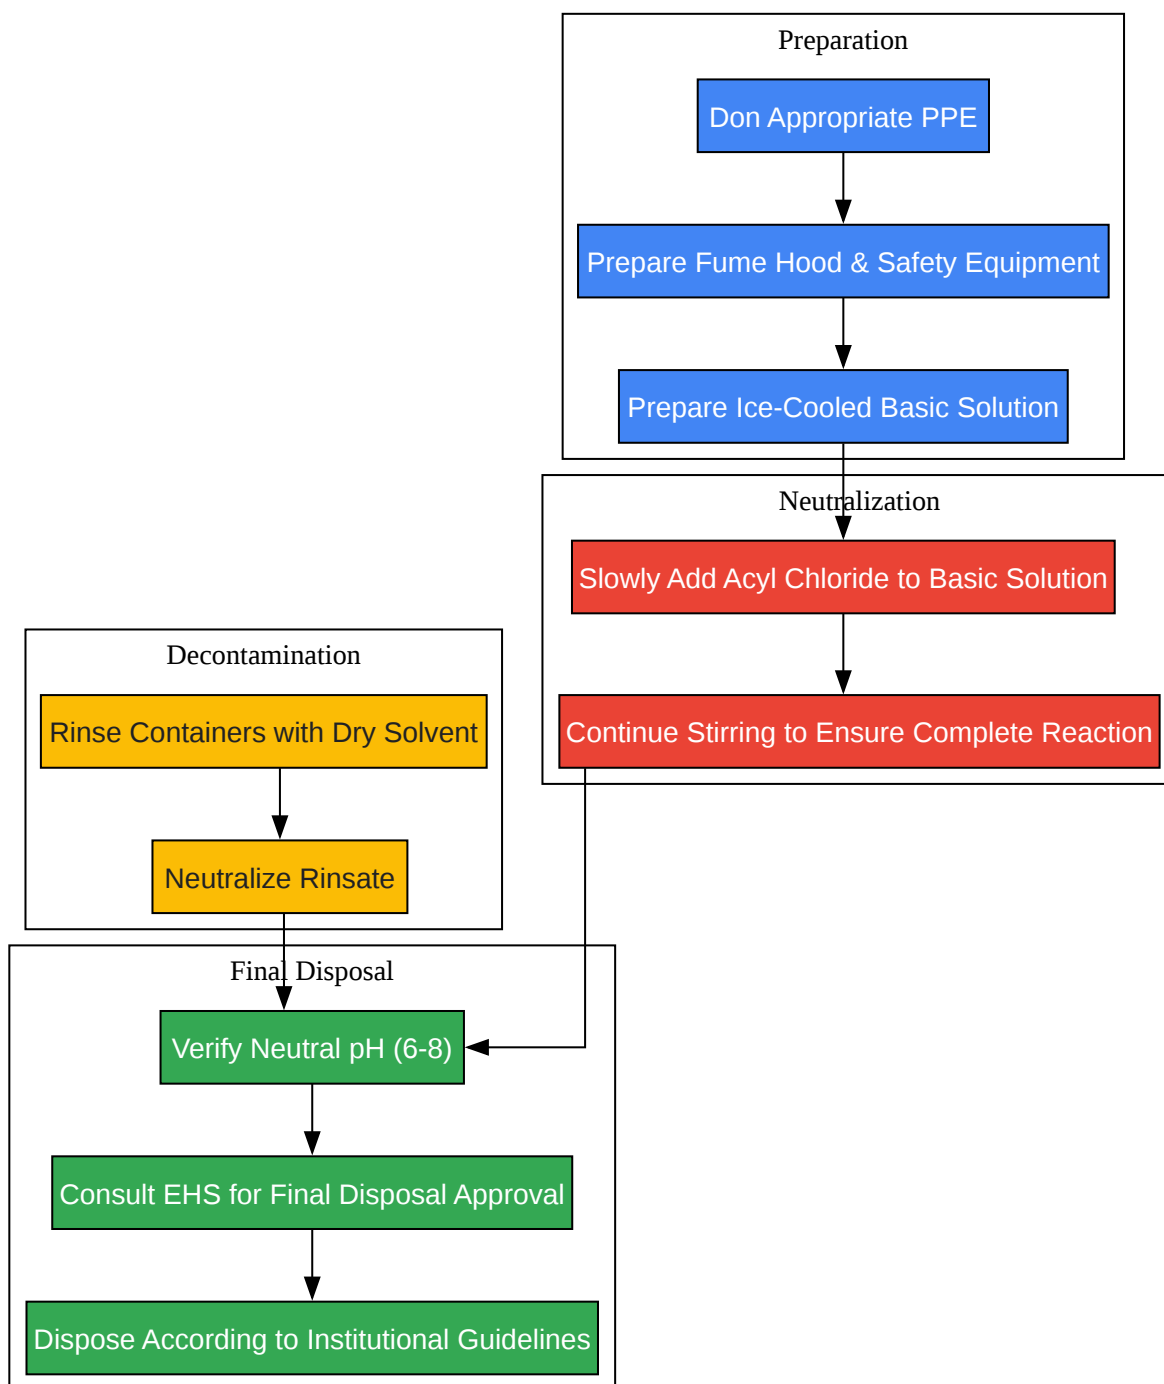 Preparation
Don Appropriate PPE
Prepare Fume Hood & Safety Equipment
Prepare Ice-Cooled Basic Solution
Neutralization
Slowly Add Acyl Chloride to Basic Solution
Continue Stirring to Ensure Complete Reaction
Decontamination
Rinse Containers with Dry Solvent
Neutralize Rinsate
Final Disposal
Verify Neutral pH (6-8)
Consult EHS for Final Disposal Approval
Dispose According to Institutional Guidelines